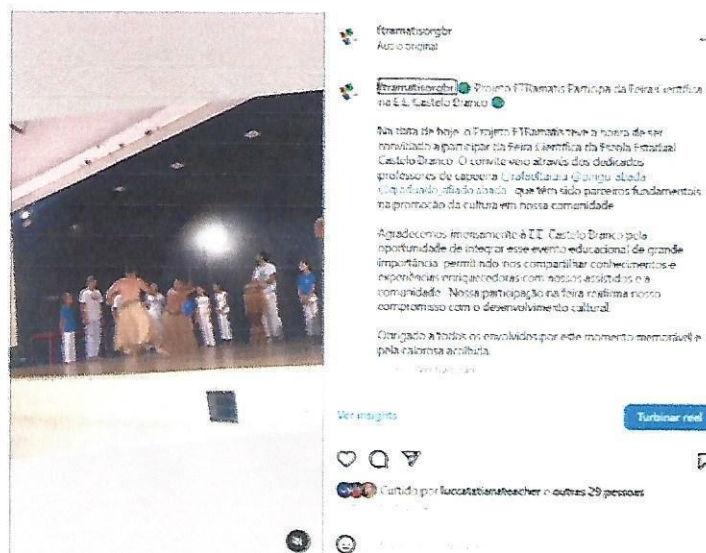 ftramatisorgbr
Áudio original
ftramatisorgbr Projeto FTRamatis Participa da Feira Científica
na E.E. Castelo Branco
Na data de hoje, o Projeto FTRamatis teve a honra de ser
convidado a participar da Feira Científica da Escola Estadual
Castelo Branco. O convite veio através dos dedicados
professores de capoeira
que têm sido parceiros fundamentais
na promoção da cultura em nossa comunidade.
Agradecemos imensamente à E.E. Castelo Branco pela
oportunidade de integrar esse evento educacional de grande
importância, permitindo-nos compartilhar conhecimentos e
experiências enriquecedoras com nossos assistidos e a
comunidade. Nossa participação na feira reafirma nosso
compromisso com o desenvolvimento cultural.
Obrigado a todos os envolvidos por este momento memorável e
pela calorosa acolhida.
Ver insights
Turbinar reel
Curtido por luccatatianateacher e outras 29 pessoas